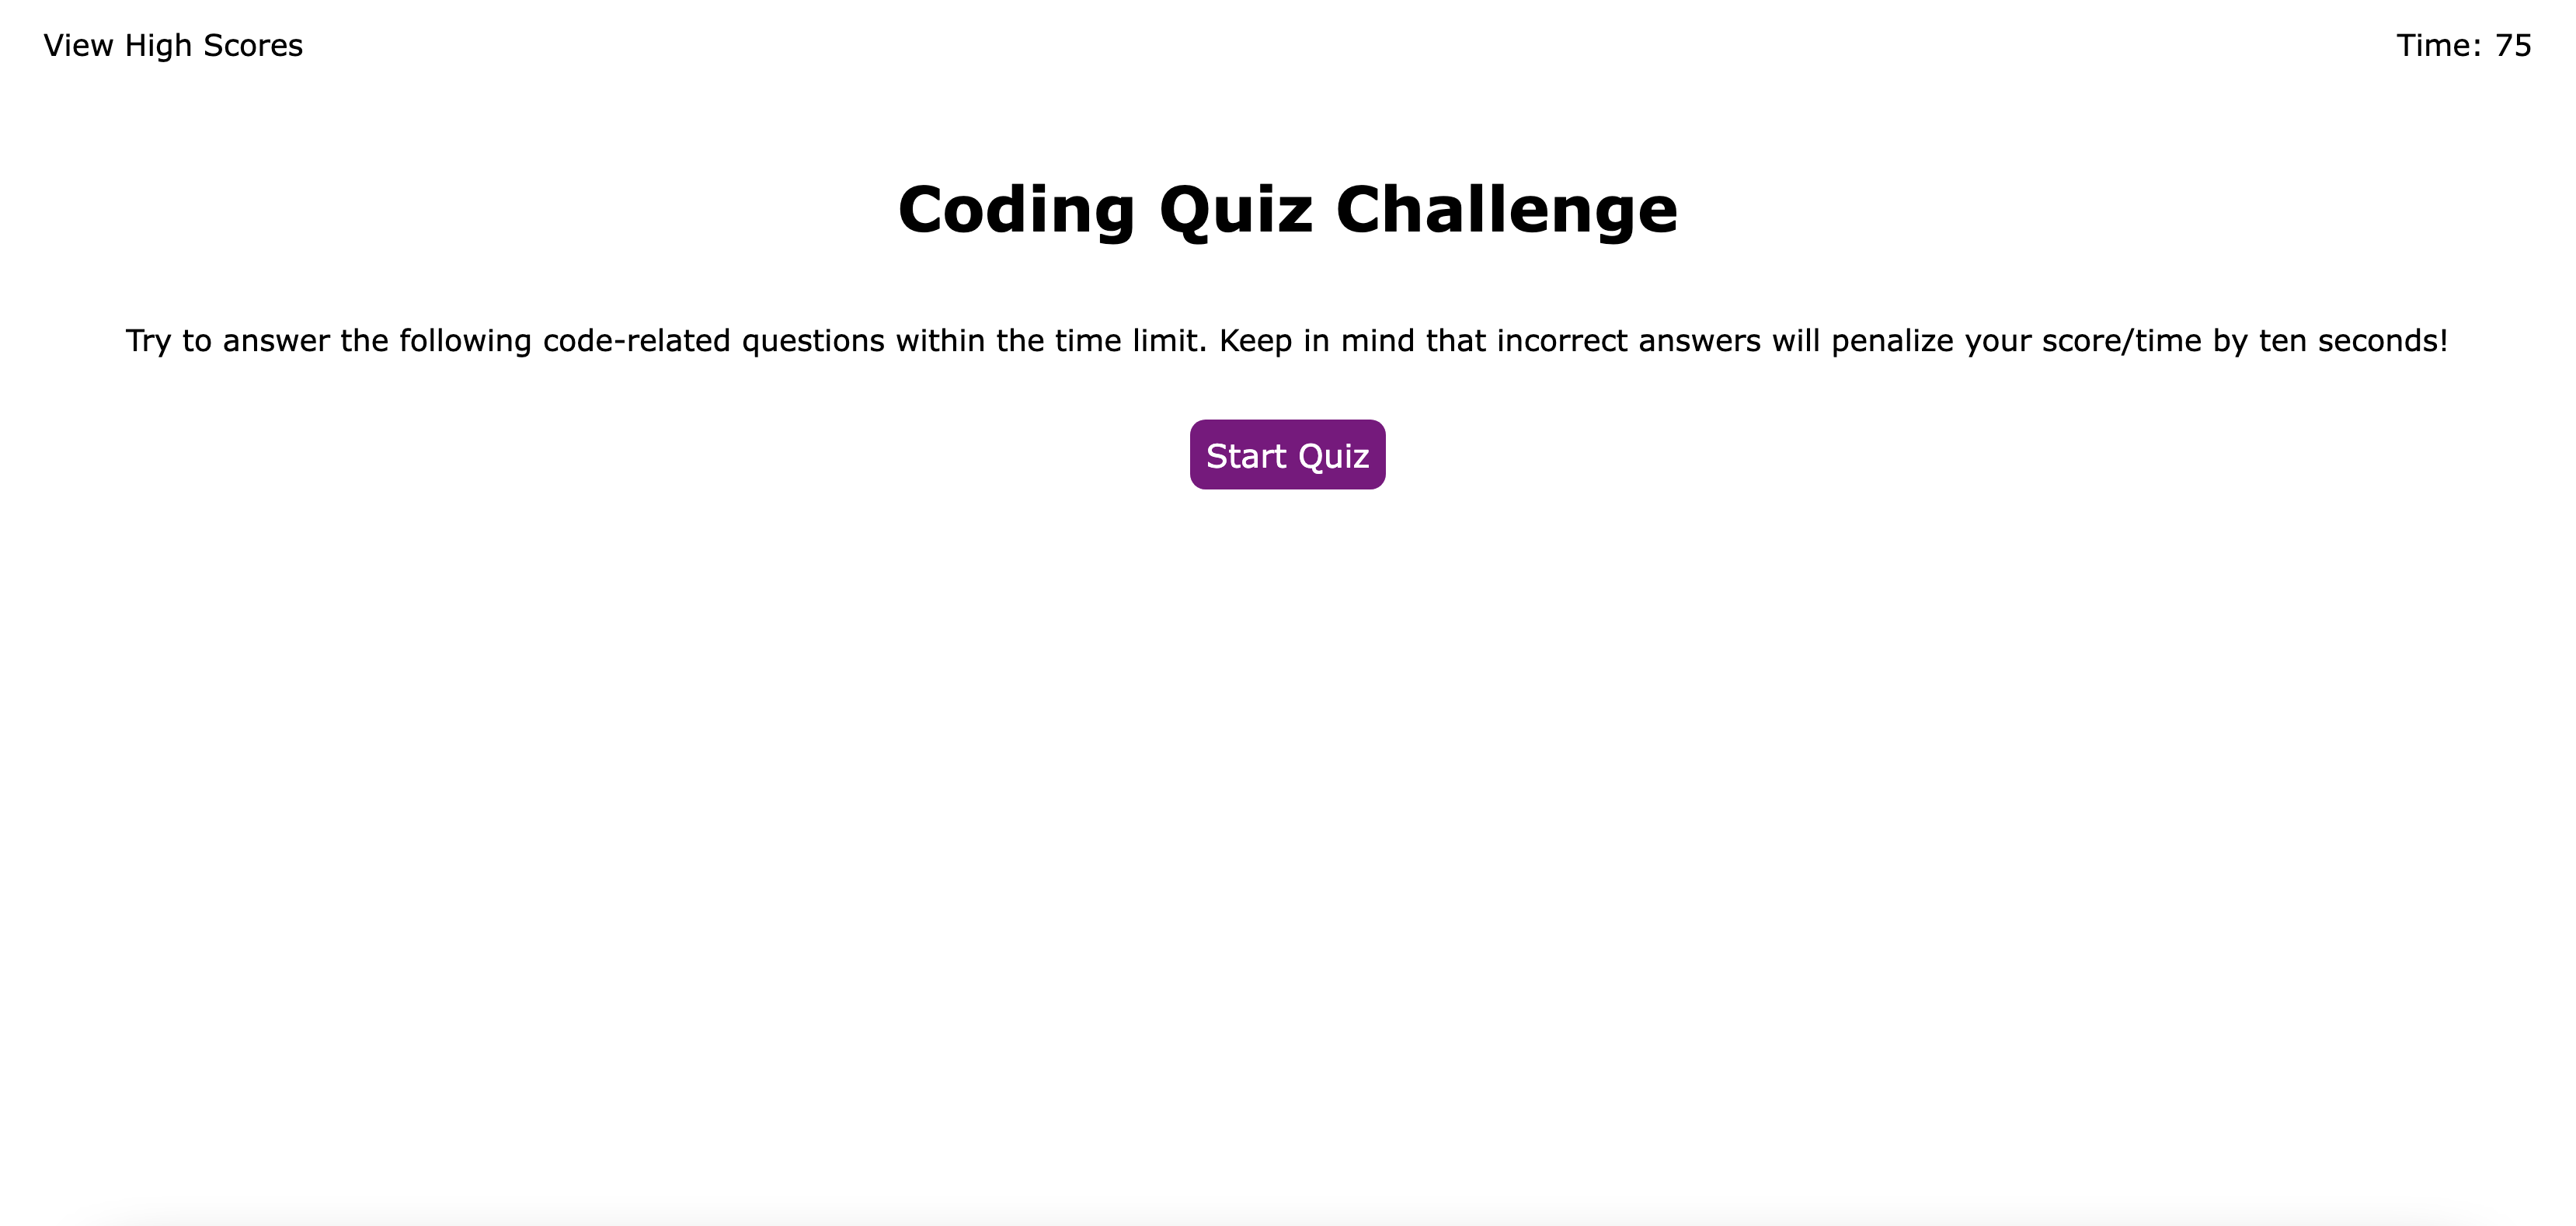 View High Scores
Time: 75
Coding Quiz Challenge
Try to answer the following code-related questions within the time limit. Keep in mind that incorrect answers will penalize your score/time by ten seconds!
Start Quiz